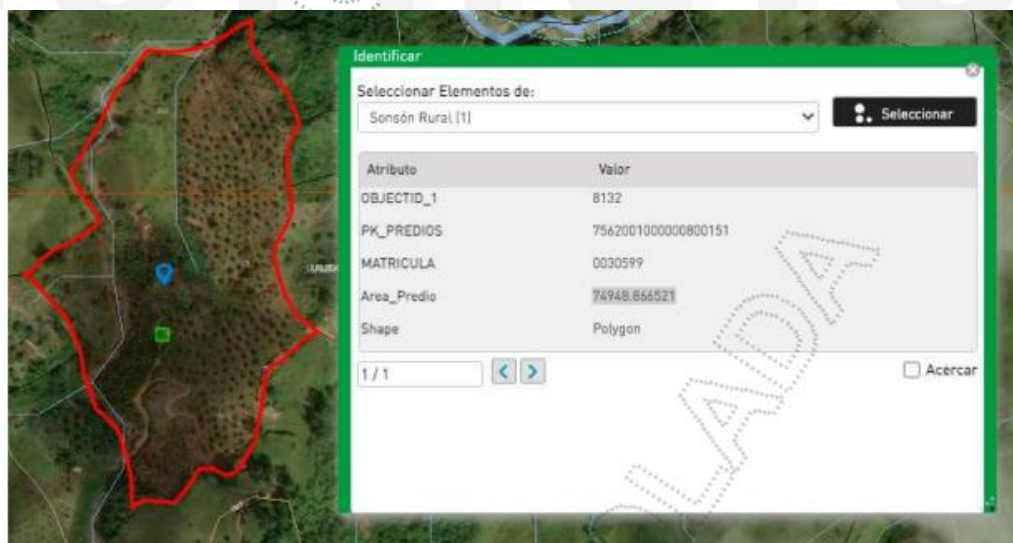 Identificar
Seleccionar Elementos de:
Sonsón Rural [1]
Seleccionar
Atributo Valor
OBJECTID_1 8132
PK_PREDIOS 7562001000000800151
MATRICULA 0030599
Area_Predio 74948.866521
Shape Polygon
1 / 1
Acercar